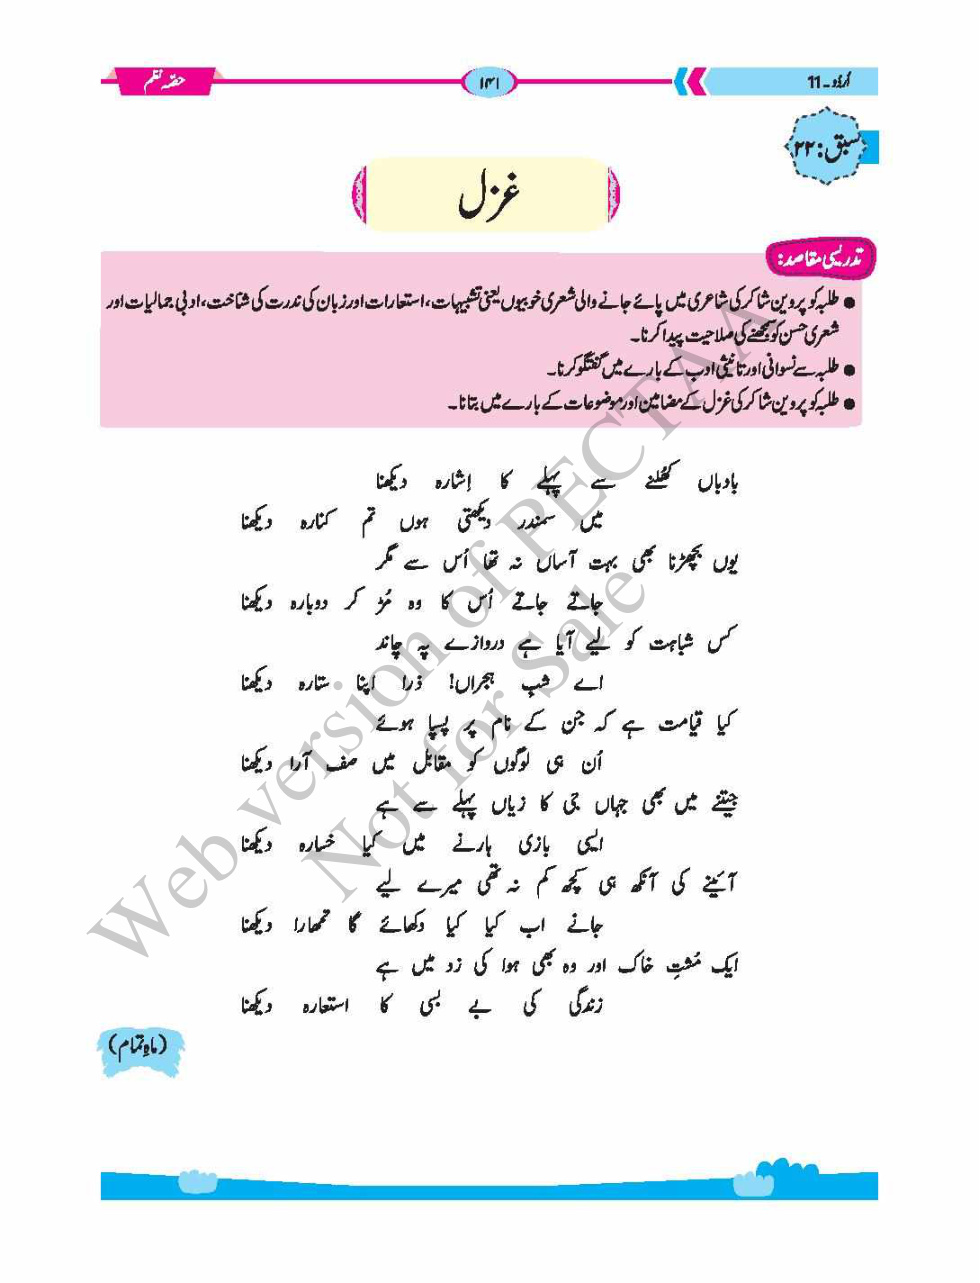 اُردُو۔11
۱۴۱
حصّہ نظم
سبق: ۲۲
غزل
تدریسی مقاصد:
● طلبہ کو پروین شاکر کی شاعری میں پائے جانے والی شعری خوبیوں یعنی تشبیہات، استعارات اور زبان کی ندرت کی شناخت، ادبی جمالیات اور
شعری حسن کو سمجھنے کی صلاحیت پیدا کرنا۔
● طلبہ سے نسوانی اور تانیثی ادب کے بارے میں گفتگو کرنا۔
● طلبہ کو پروین شاکر کی غزل کے مضامین اور موضوعات کے بارے میں بتانا۔
بادباں کھُلنے سے پہلے کا اِشارہ دیکھنا
میں سمندر دیکھتی ہوں تم کنارہ دیکھنا
یوں بچھڑنا بھی بہت آساں نہ تھا اُس سے مگر
جاتے جاتے اُس کا وہ مُڑ کر دوبارہ دیکھنا
کس شباہت کو لیے آیا ہے دروازے پہ چاند
اے شبِ ہجراں! ذرا اپنا ستارہ دیکھنا
کیا قیامت ہے کہ جن کے نام پر پسپا ہوئے
اُن ہی لوگوں کو مقابل میں صف آرا دیکھنا
جیتنے میں بھی جہاں جی کا زیاں پہلے سے ہے
ایسی بازی ہارنے میں کیا خسارہ دیکھنا
آئینے کی آنکھ ہی کچھ کم نہ تھی میرے لیے
جانے اب کیا کیا دکھائے گا تمھارا دیکھنا
ایک مُشتِ خاک اور وہ بھی ہوا کی زد میں ہے
زندگی کی بے بسی کا استعارہ دیکھنا
(ماہِ تمام)
Web version of PECTAA
Not for Sale